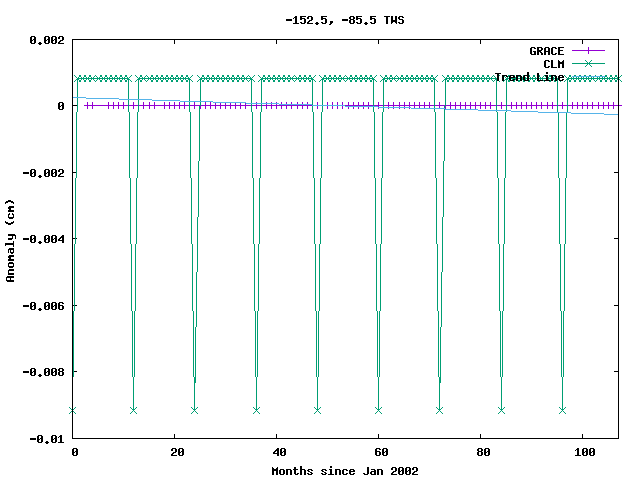 -152.5, -85.5 TWS
GRACE
CLM
Trend Line
0.002
0
-0.002
-0.004
-0.006
-0.008
-0.01
Anomaly (cm)
0 20 40 60 80 100
Months since Jan 2002